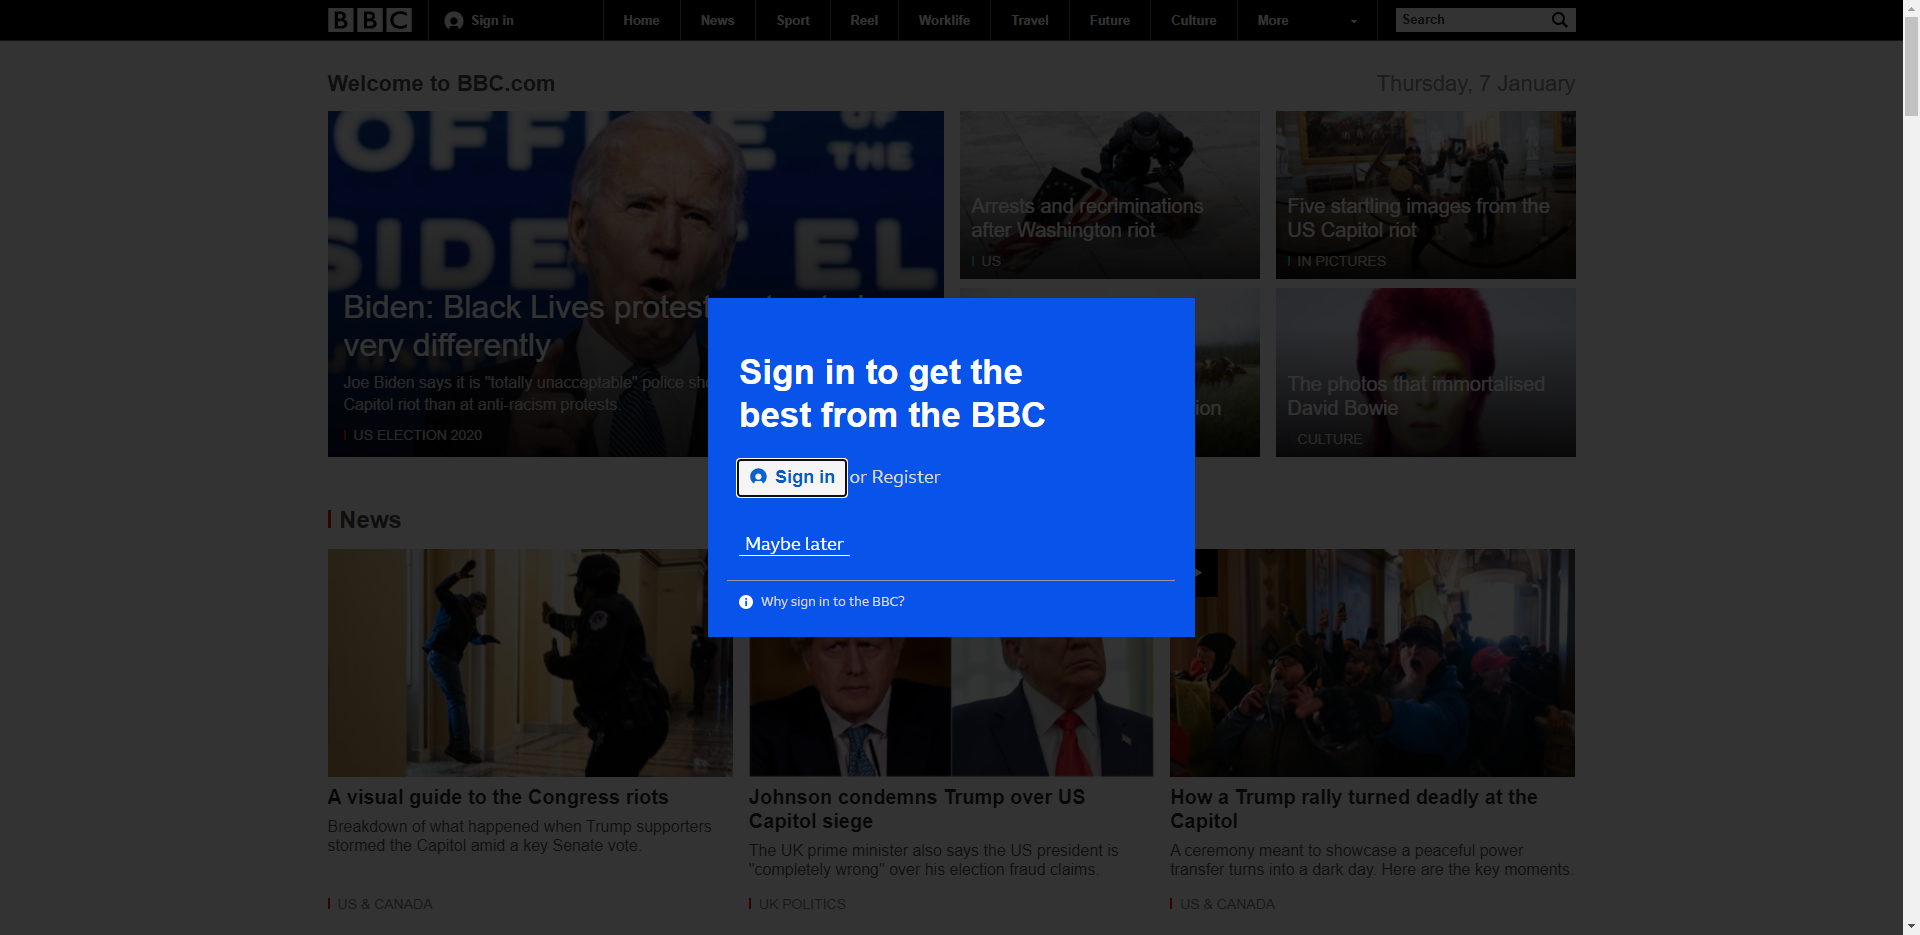 BBC
Sign in
Home
News
Sport
Reel
Worklife
Travel
Future
Culture
More
Search
Welcome to BBC.com
Thursday, 7 January
OFFICE OF THE
SIDENT EL
Biden: Black Lives protest
very differently
Joe Biden says it is "totally unacceptable" police
Capitol riot than at anti-racism protests.
US ELECTION 2020
Arrests and recriminations
after Washington riot
US
Five startling images from the
US Capitol riot
IN PICTURES
The photos that immortalised
David Bowie
CULTURE
Sign in to get the
best from the BBC
Sign in or Register
Maybe later
Why sign in to the BBC?
News
A visual guide to the Congress riots
Breakdown of what happened when Trump supporters
stormed the Capitol amid a key Senate vote.
US & CANADA
Johnson condemns Trump over US
Capitol siege
The UK prime minister also says the US president is
"completely wrong" over his election fraud claims.
UK POLITICS
How a Trump rally turned deadly at the
Capitol
A ceremony meant to showcase a peaceful power
transfer turns into a dark day. Here are the key moments.
US & CANADA